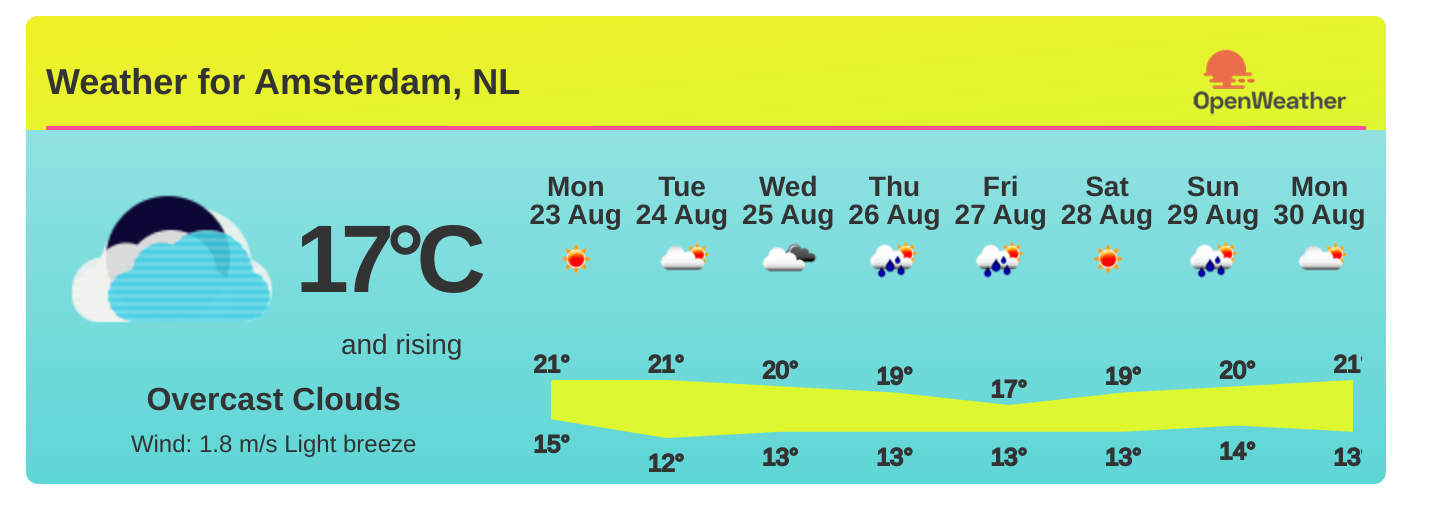 Weather for Amsterdam, NL
OpenWeather
17°C
and rising
Overcast Clouds
Wind: 1.8 m/s Light breeze
Mon Tue Wed Thu Fri Sat Sun Mon
23 Aug 24 Aug 25 Aug 26 Aug 27 Aug 28 Aug 29 Aug 30 Aug
21° 21° 20° 19° 17° 19° 20° 21°
15° 12° 13° 13° 13° 13° 14° 13°